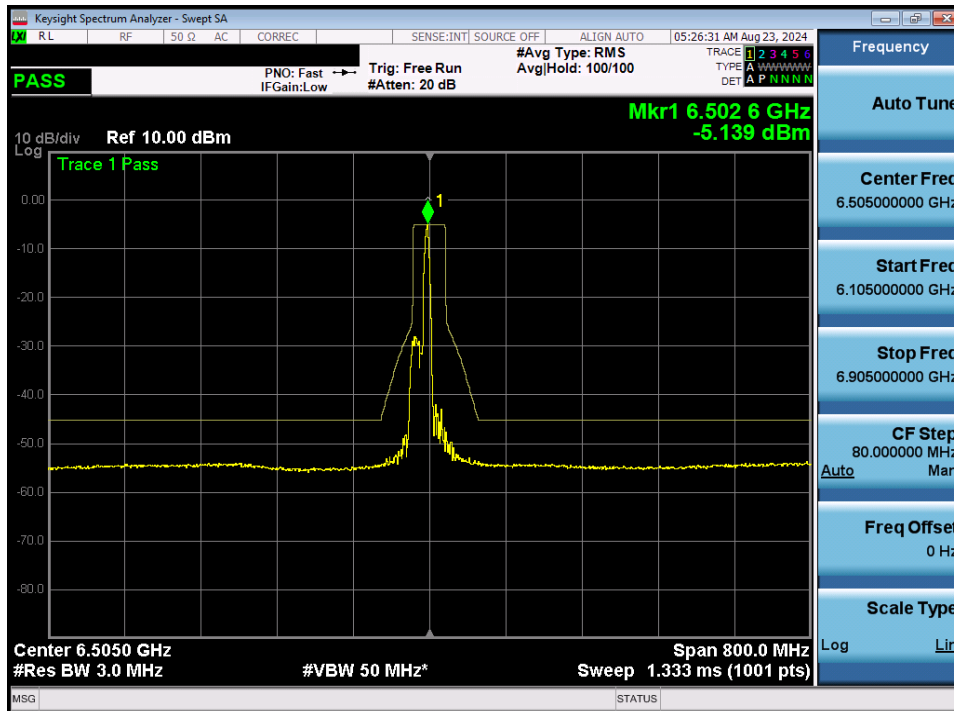 Keysight Spectrum Analyzer - Swept SA
LXI RL RF 50 Ω AC CORREC SENSE:INT SOURCE OFF ALIGN AUTO 05:26:31 AM Aug 23, 2024
PASS
PNO: Fast
IFGain:Low
Trig: Free Run
#Atten: 20 dB
#Avg Type: RMS
Avg|Hold: 100/100
TRACE 1 2 3 4 5 6
TYPE A WWWWW
DET A P N N N N
Mkr1 6.502 6 GHz
-5.139 dBm
10 dB/div Ref 10.00 dBm
Log
Trace 1 Pass
1
0.00
-10.0
-20.0
-30.0
-40.0
-50.0
-60.0
-70.0
-80.0
Center 6.5050 GHz Span 800.0 MHz
#Res BW 3.0 MHz #VBW 50 MHz* Sweep 1.333 ms (1001 pts)
MSG STATUS
Frequency
Auto Tune
Center Freq
6.505000000 GHz
Start Freq
6.105000000 GHz
Stop Freq
6.905000000 GHz
CF Step
80.000000 MHz
Auto Man
Freq Offset
0 Hz
Scale Type
Log Lin